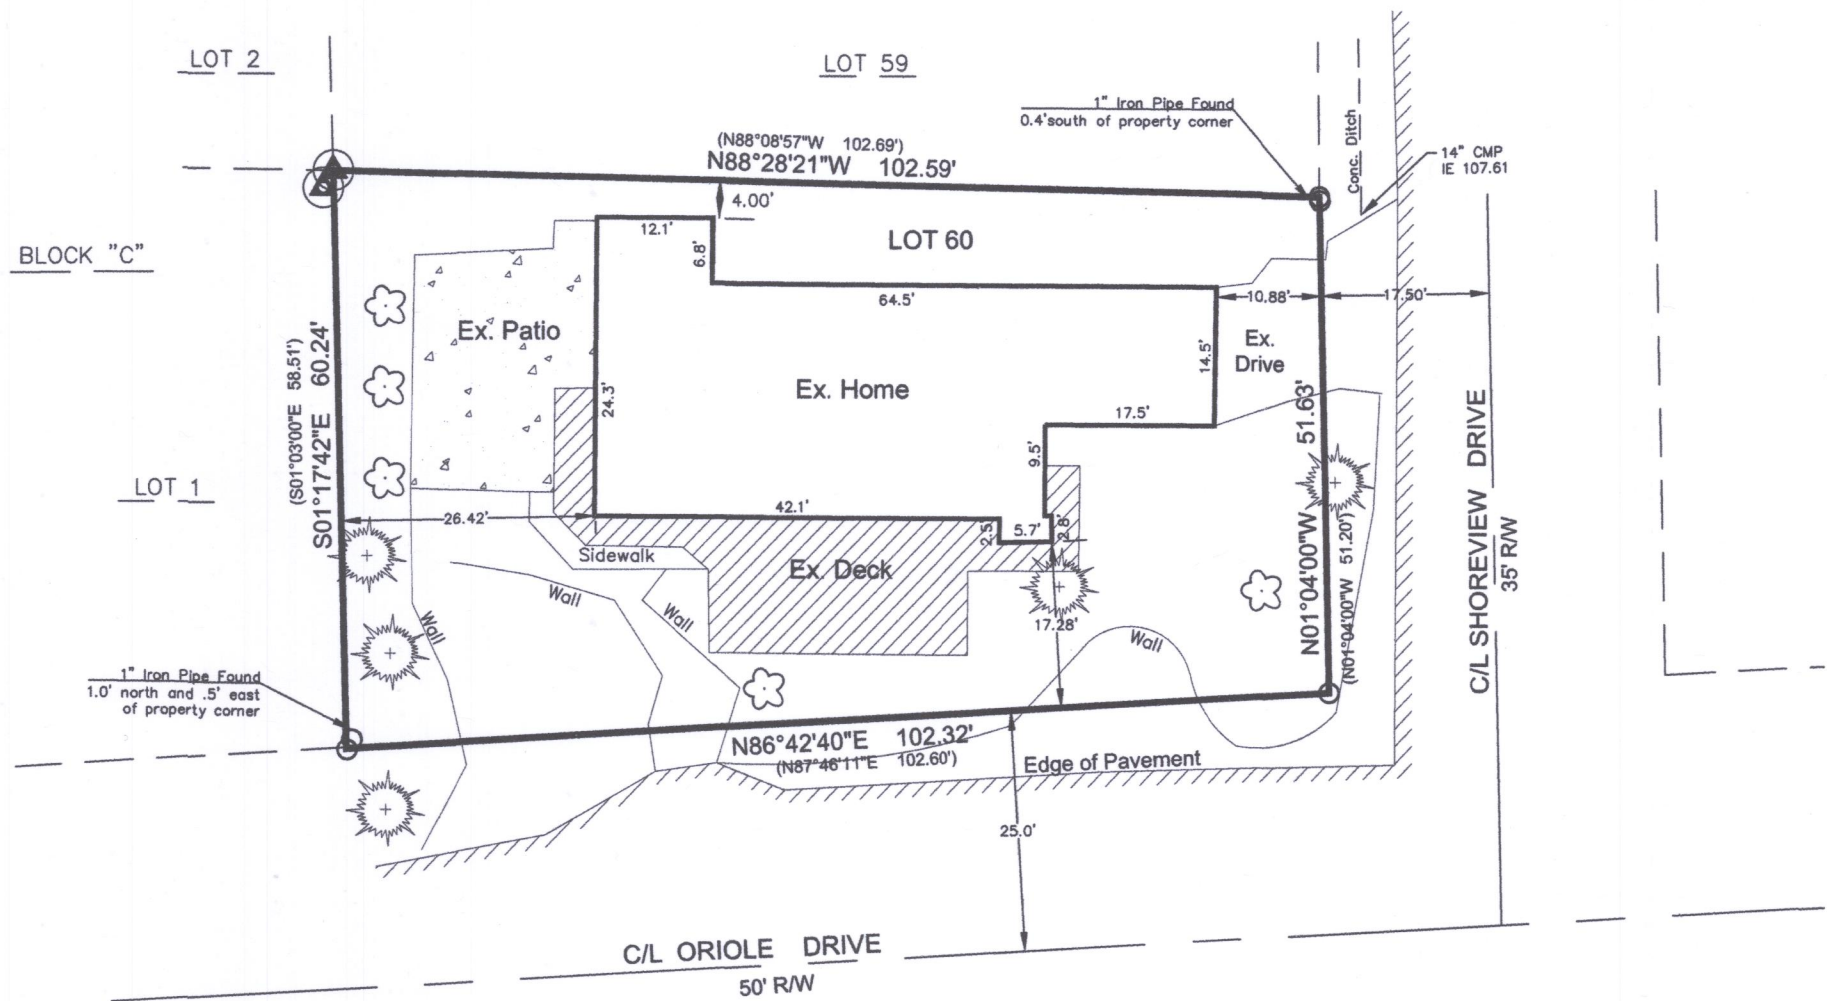 LOT 2
LOT 59
1" Iron Pipe Found
0.4'south of property corner
Conc. Ditch
14" CMP
IE 107.61
(N88°08'57"W 102.69')
N88°28'21"W 102.59'
4.00'
12.1'
6.8'
LOT 60
BLOCK "C"
64.5'
10.88'
17.50'
Ex. Patio
Ex.
Drive
14.5'
(S01°03'00"E 58.51')
S01°17'42"E 60.24'
24.3'
Ex. Home
17.5'
9.5'
N01°04'00"W 51.63'
(N01°04'00"W 51.20')
C/L SHOREVIEW DRIVE
35' R/W
LOT 1
26.42'
42.1'
2.5'
5.7'
2.8'
Sidewalk
Ex. Deck
Wall
Wall
Wall
17.28'
Wall
1" Iron Pipe Found
1.0' north and .5' east
of property corner
N86°42'40"E 102.32'
(N87°46'11"E 102.60')
Edge of Pavement
25.0'
C/L ORIOLE DRIVE
50' R/W